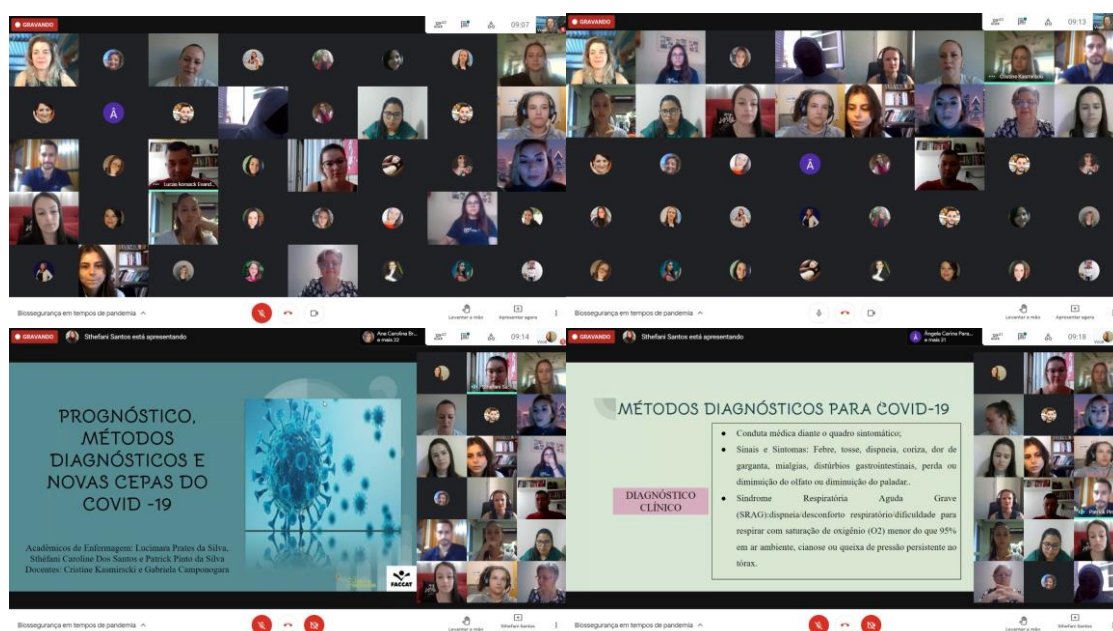 GRAVANDO
09:07
Lucas konsack Evand...
Biossegurança em tempos de pandemia
Levantar a mão
Apresentar agora
GRAVANDO
09:13
Cristine Kasmirscki
Biossegurança em tempos de pandemia
Levantar a mão
Apresentar agora
GRAVANDO
Sthefani Santos está apresentando
Ana Carolina Br...
e mais 22
09:14
PROGNÓSTICO,
MÉTODOS
DIAGNÓSTICOS E
NOVAS CEPAS DO
COVID -19
Acadêmicos de Enfermagem: Lucimara Prates da Silva,
Sthéfani Caroline Dos Santos e Patrick Pinto da Silva
Docentes: Cristine Kasmirscki e Gabriela Camponogara
FACCAT
Biossegurança em tempos de pandemia
Levantar a mão
Sthefani Santos
GRAVANDO
Sthefani Santos está apresentando
Ângela Carina Para...
e mais 21
09:18
MÉTODOS DIAGNÓSTICOS PARA COVID-19
DIAGNÓSTICO
CLÍNICO
● Conduta médica diante o quadro sintomático;
● Sinais e Sintomas: Febre, tosse, dispneia, coriza, dor de
garganta, mialgias, distúrbios gastrointestinais, perda ou
diminuição do olfato ou diminuição do paladar..
● Síndrome Respiratória Aguda Grave
(SRAG):dispneia/desconforto respiratório/dificuldade para
respirar com saturação de oxigênio (O2) menor do que 95%
em ar ambiente, cianose ou queixa de pressão persistente no
tórax.
Biossegurança em tempos de pandemia
Levantar a mão
Sthefani Santos